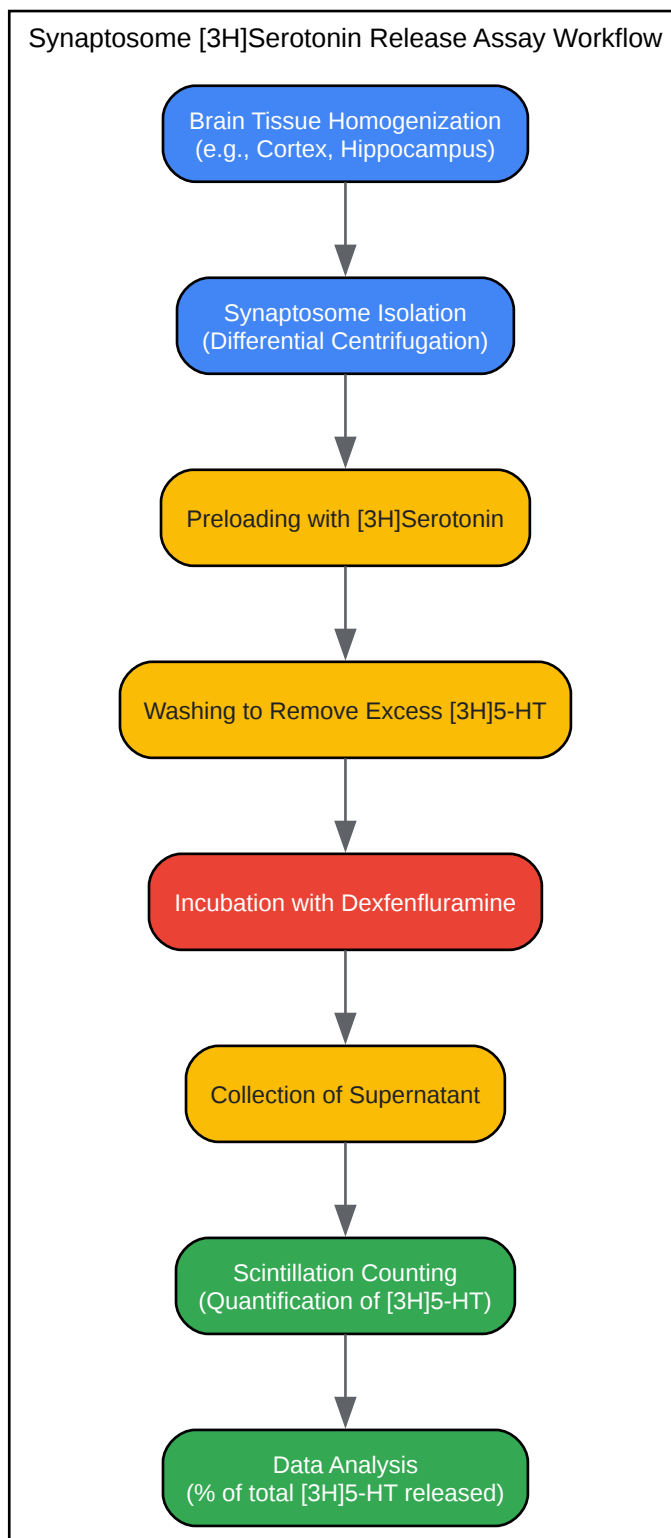 Synaptosome [3H]Serotonin Release Assay Workflow
Brain Tissue Homogenization
(e.g., Cortex, Hippocampus)
Synaptosome Isolation
(Differential Centrifugation)
Preloading with [3H]Serotonin
Washing to Remove Excess [3H]5-HT
Incubation with Dexfenfluramine
Collection of Supernatant
Scintillation Counting
(Quantification of [3H]5-HT)
Data Analysis
(% of total [3H]5-HT released)